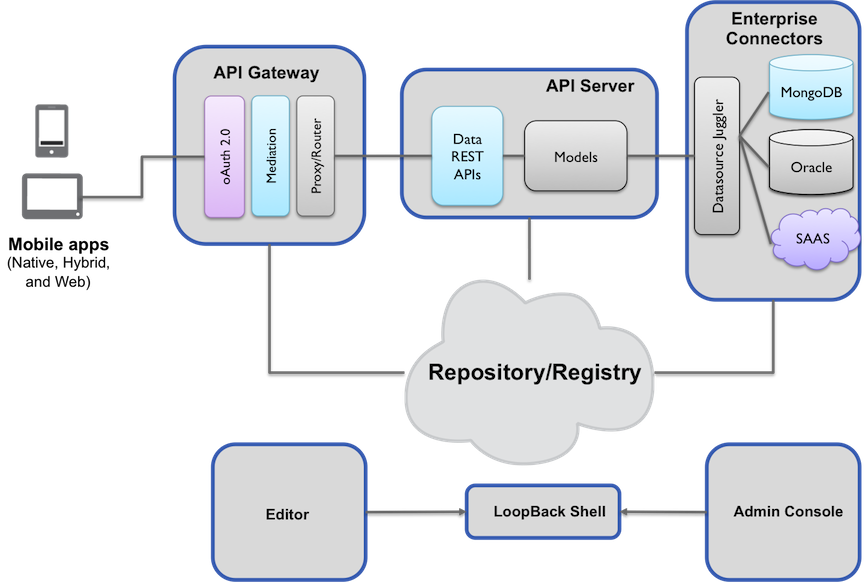 Enterprise
Connectors
API Gateway
API Server
oAuth 2.0
Mediation
Proxy/Router
Data
REST
APIs
Models
Datasource Juggler
MongoDB
Oracle
SAAS
Mobile apps
(Native, Hybrid,
and Web)
Repository/Registry
Editor
LoopBack Shell
Admin Console